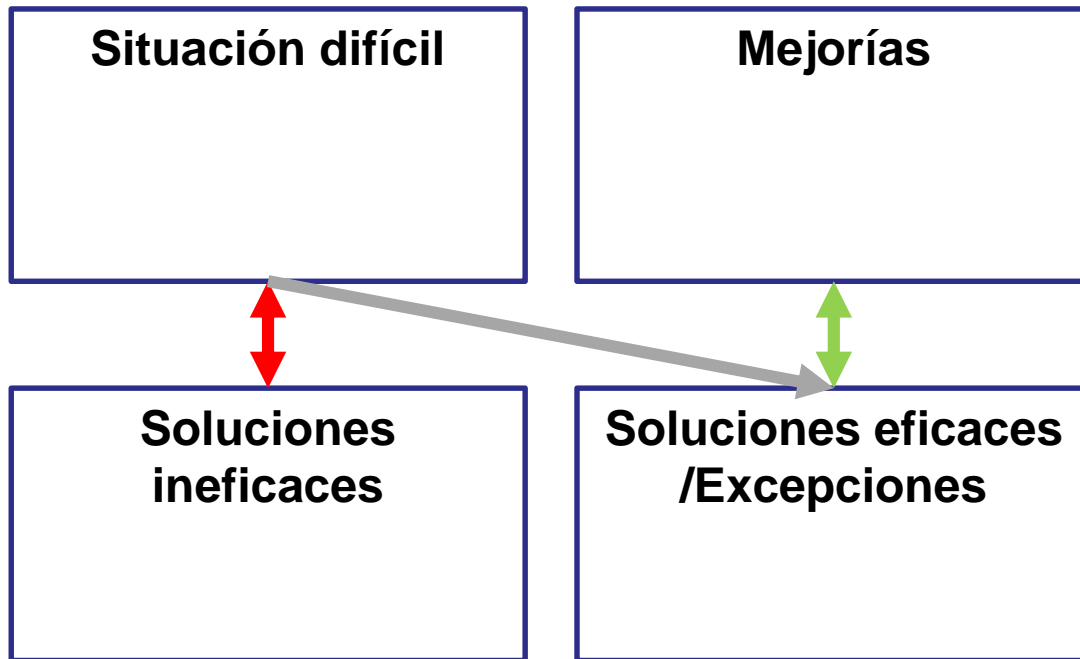 Situación difícil
Mejorías
Soluciones
ineficaces
Soluciones eficaces
/Excepciones